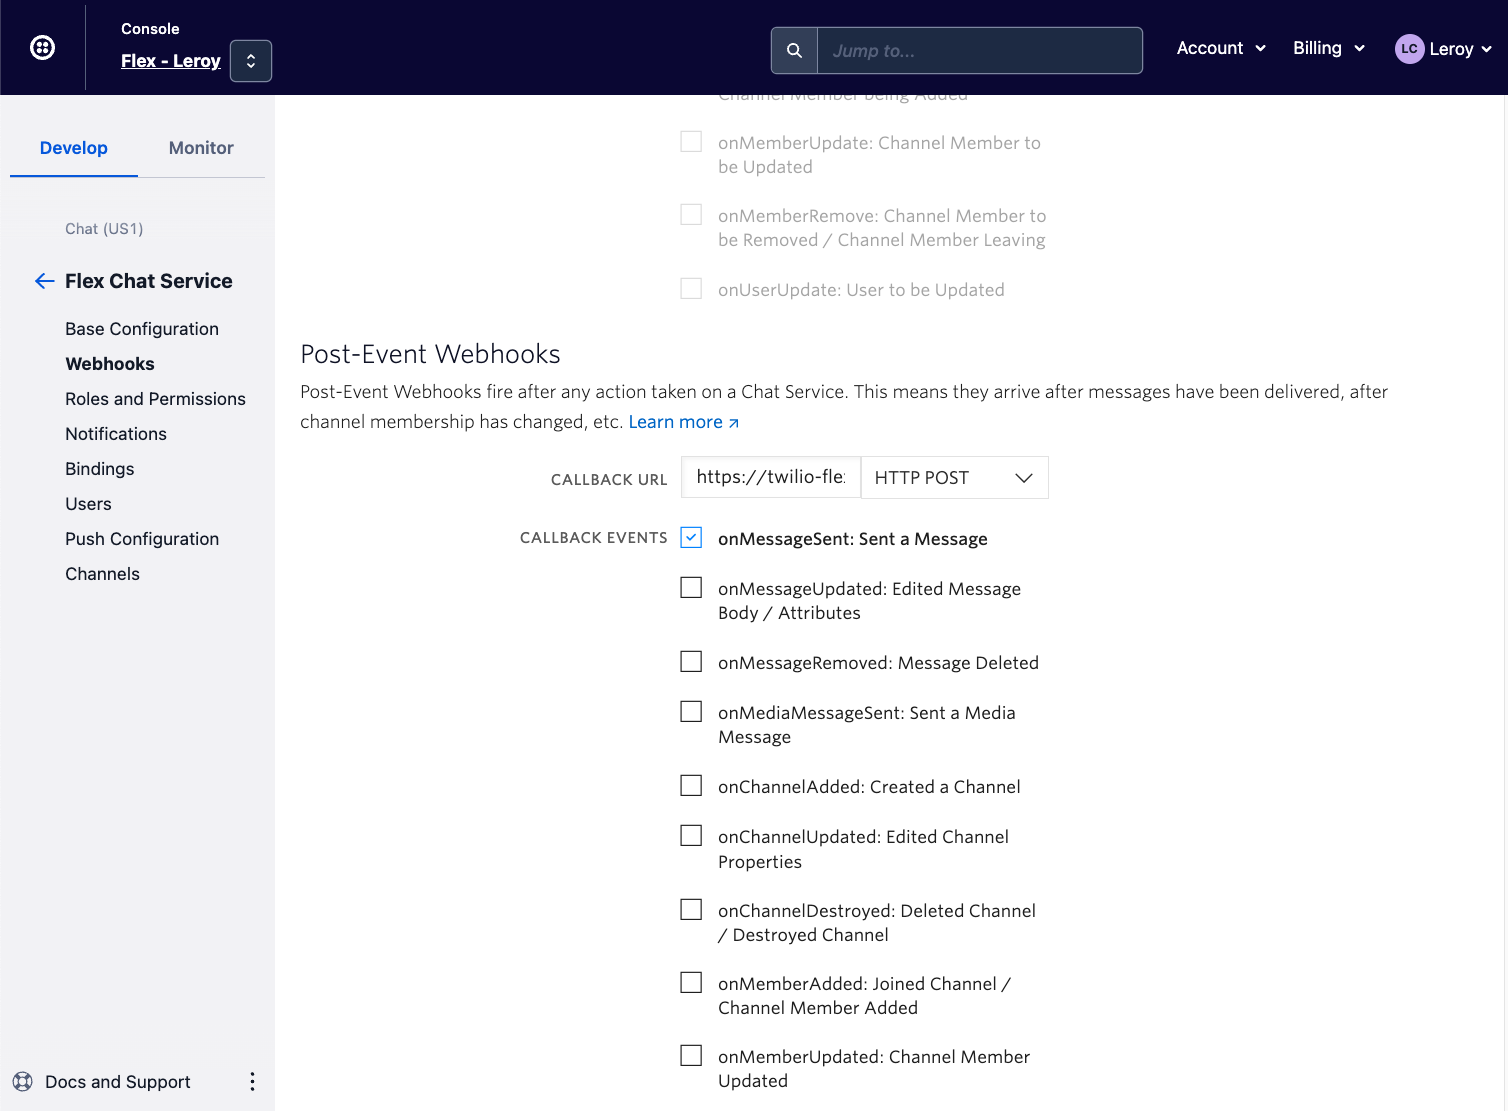 Console
Flex - Leroy
Jump to...
Account
Billing
LC
Leroy
Develop
Monitor
Chat (US1)
Flex Chat Service
Base Configuration
Webhooks
Roles and Permissions
Notifications
Bindings
Users
Push Configuration
Channels
Docs and Support
Channel Member being Added
onMemberUpdate: Channel Member to
be Updated
onMemberRemove: Channel Member to
be Removed / Channel Member Leaving
onUserUpdate: User to be Updated
Post-Event Webhooks
Post-Event Webhooks fire after any action taken on a Chat Service. This means they arrive after messages have been delivered, after
channel membership has changed, etc. Learn more
CALLBACK URL
https://twilio-fle
HTTP POST
CALLBACK EVENTS
onMessageSent: Sent a Message
onMessageUpdated: Edited Message
Body / Attributes
onMessageRemoved: Message Deleted
onMediaMessageSent: Sent a Media
Message
onChannelAdded: Created a Channel
onChannelUpdated: Edited Channel
Properties
onChannelDestroyed: Deleted Channel
/ Destroyed Channel
onMemberAdded: Joined Channel /
Channel Member Added
onMemberUpdated: Channel Member
Updated